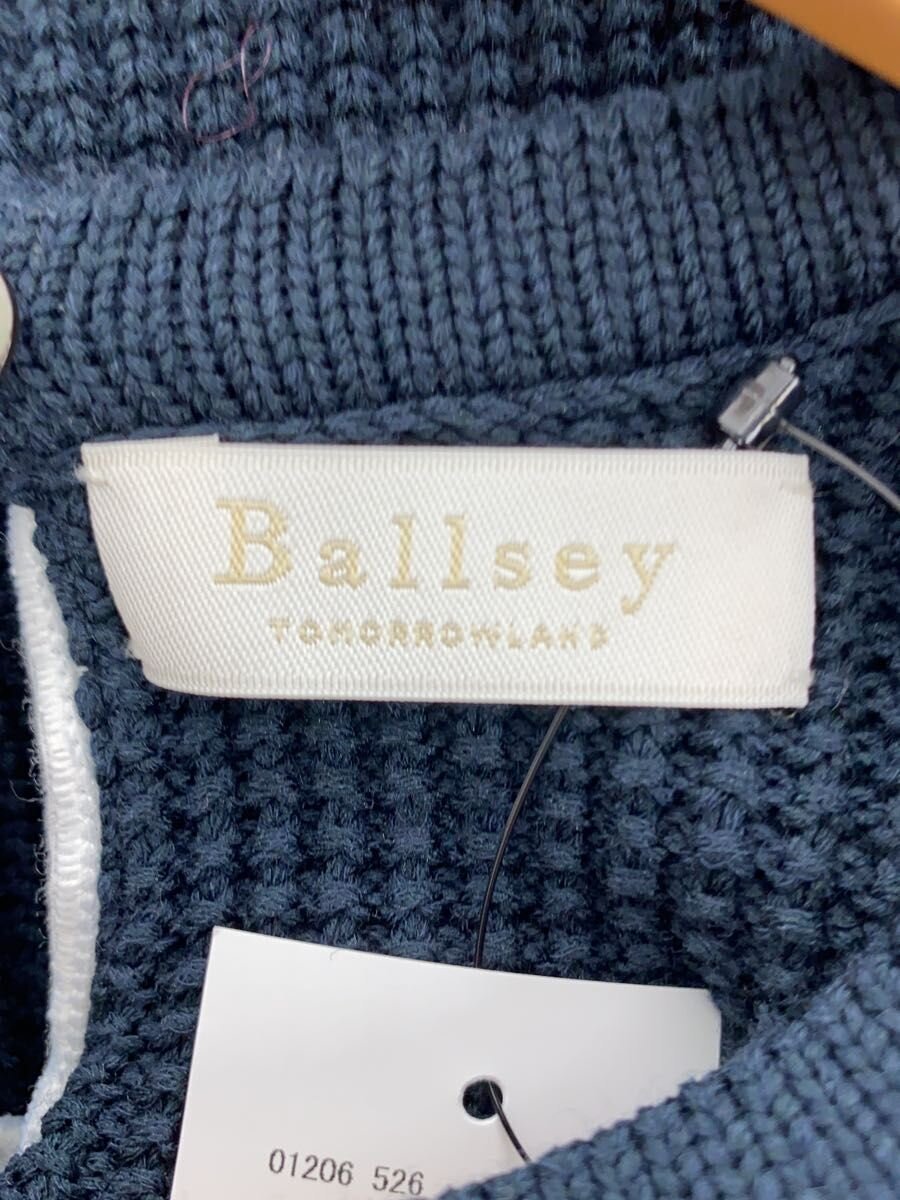 Ballsey
TOMORROWLAND
01206 526